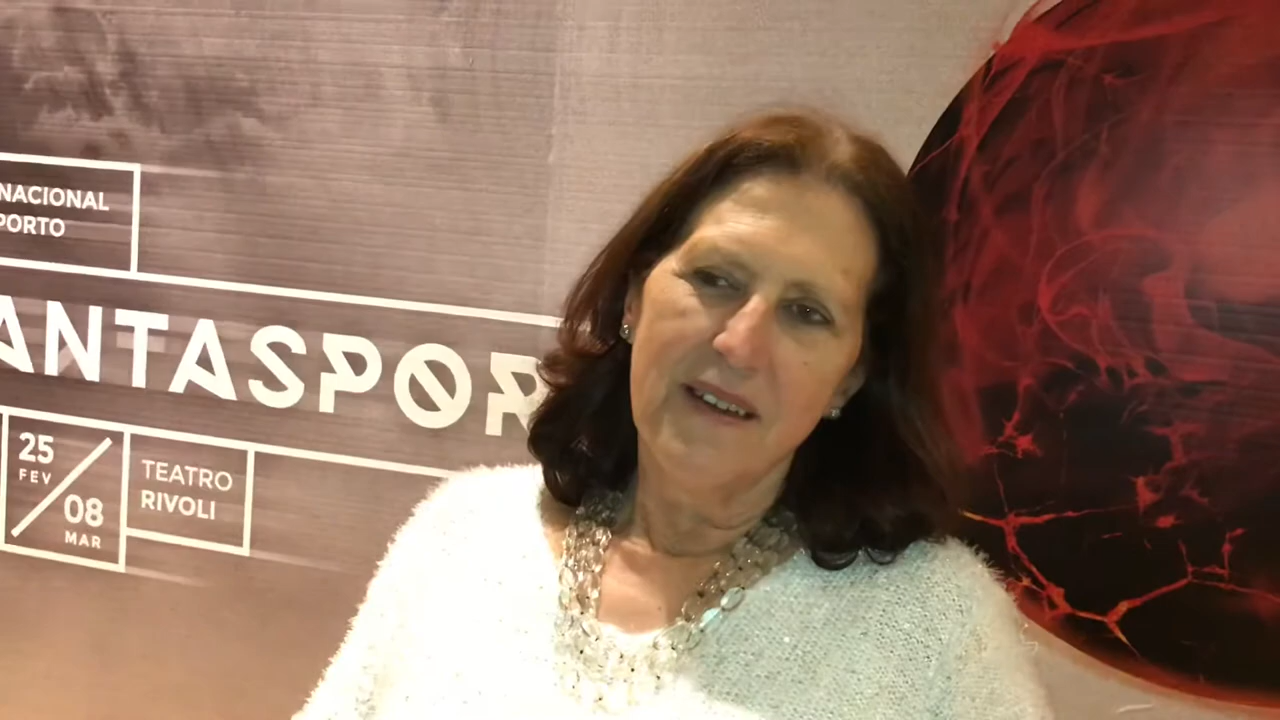 NACIONAL
PORTO
ANTASPOR
25
FEV
08
MAR
TEATRO
RIVOLI